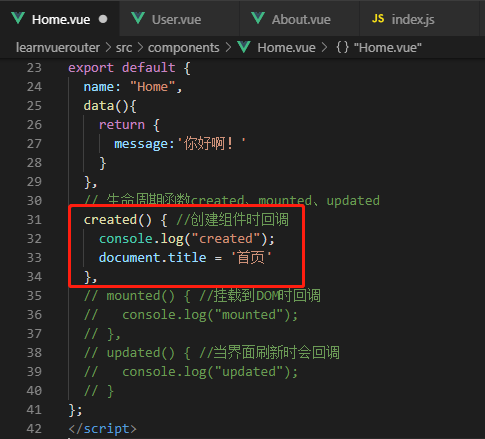 Home.vue User.vue About.vue JS index.js
learnvuerouter > src > components > Home.vue > {} "Home.vue"
23 export default {
24 name: "Home",
25 data(){
26 return {
27 message:'你好啊！'
28 }
29 },
30 // 生命周期函数created、mounted、updated
31 created() { //创建组件时回调
32 console.log("created");
33 document.title = '首页'
34 },
35 // mounted() { //挂载到DOM时回调
36 // console.log("mounted");
37 // },
38 // updated() { //当界面刷新时会回调
39 // console.log("updated");
40 // }
41 };
42 </script>